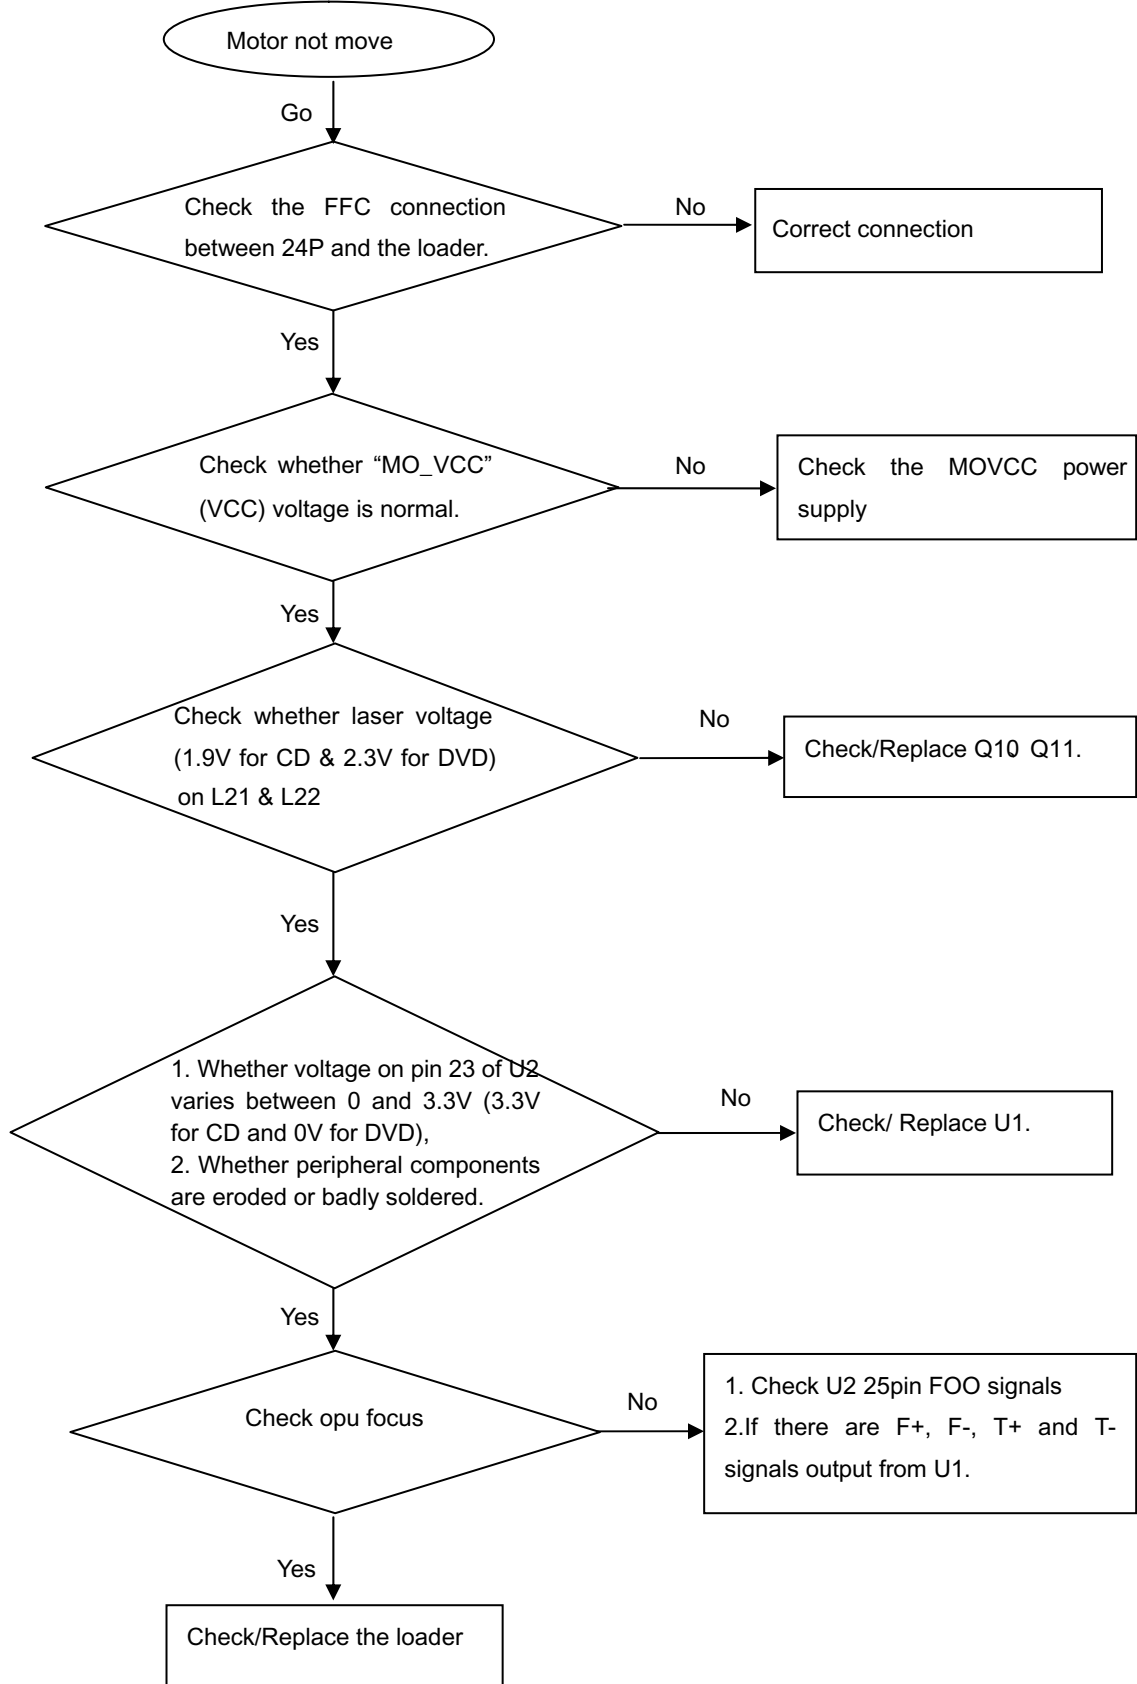 Motor not move
Go
Check the FFC connection
between 24P and the loader.
No
Correct connection
Yes
Check whether “MO_VCC”
(VCC) voltage is normal.
No
Check the MOVCC power
supply
Yes
Check whether laser voltage
(1.9V for CD & 2.3V for DVD)
on L21 & L22
No
Check/Replace Q10 Q11.
Yes
1. Whether voltage on pin 23 of U2
varies between 0 and 3.3V (3.3V
for CD and 0V for DVD),
2. Whether peripheral components
are eroded or badly soldered.
No
Check/ Replace U1.
Yes
Check opu focus
No
1. Check U2 25pin FOO signals
2.If there are F+, F-, T+ and T-
signals output from U1.
Yes
Check/Replace the loader